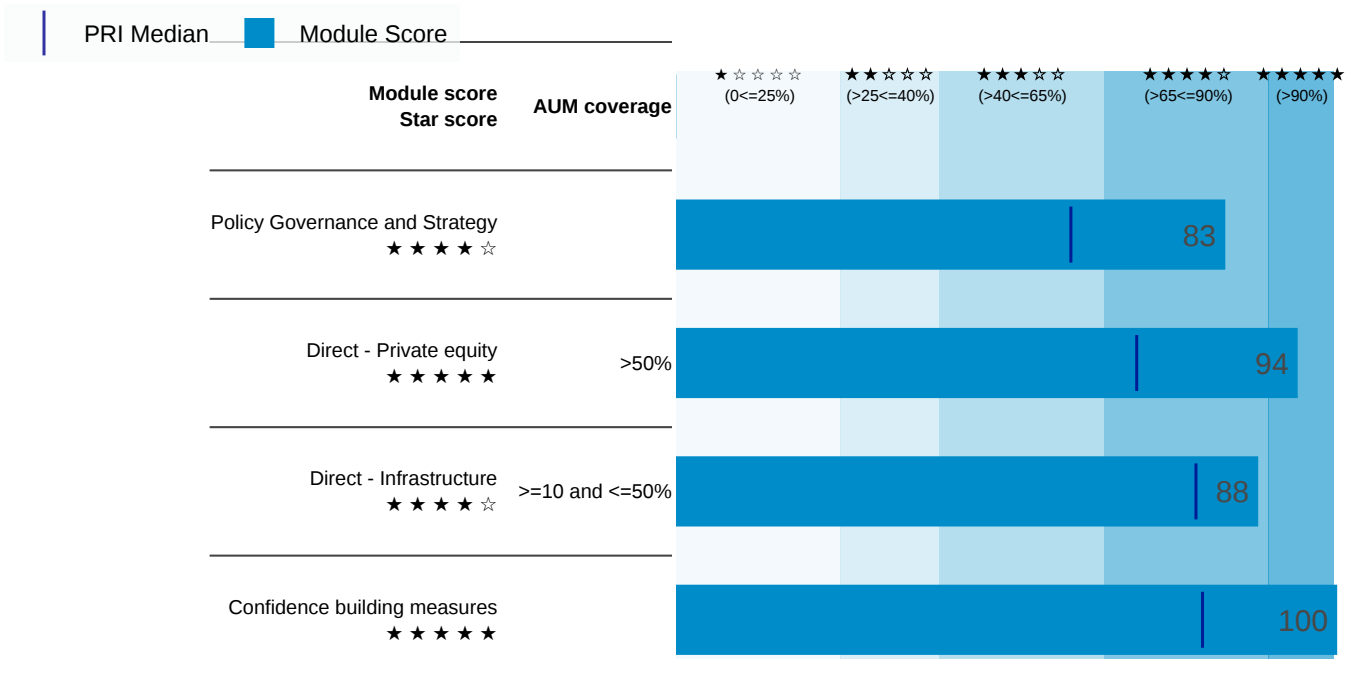 PRI Median Module Score
Module score
Star score
AUM coverage
★ ☆ ☆ ☆ ☆
(0<=25%)
★ ★ ☆ ☆ ☆
(>25<=40%)
★ ★ ★ ☆ ☆
(>40<=65%)
★ ★ ★ ★ ☆
(>65<=90%)
★ ★ ★ ★ ★
(>90%)
Policy Governance and Strategy
★ ★ ★ ★ ☆
83
Direct - Private equity
★ ★ ★ ★ ★
>50%
94
Direct - Infrastructure
★ ★ ★ ★ ☆
>=10 and <=50%
88
Confidence building measures
★ ★ ★ ★ ★
100